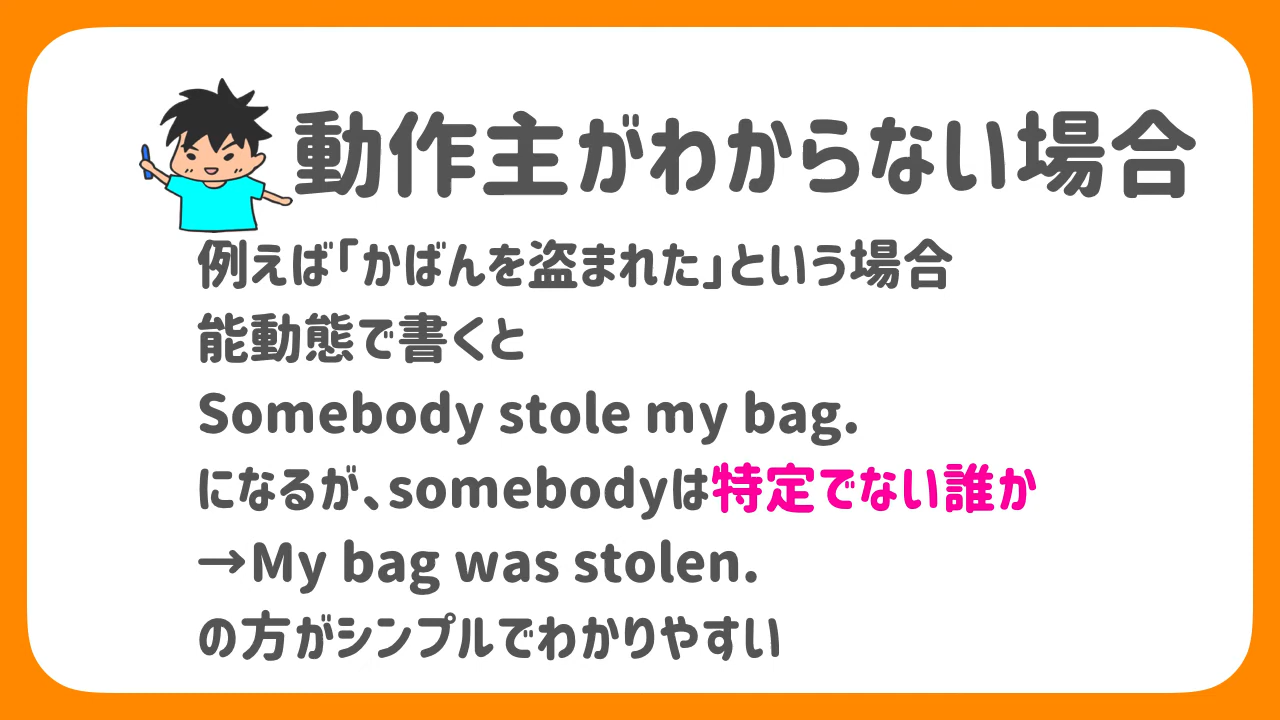 動作主がわからない場合
例えば「かばんを盗まれた」という場合
能動態で書くと
Somebody stole my bag.
になるが、somebodyは特定でない誰か
→My bag was stolen.
の方がシンプルでわかりやすい